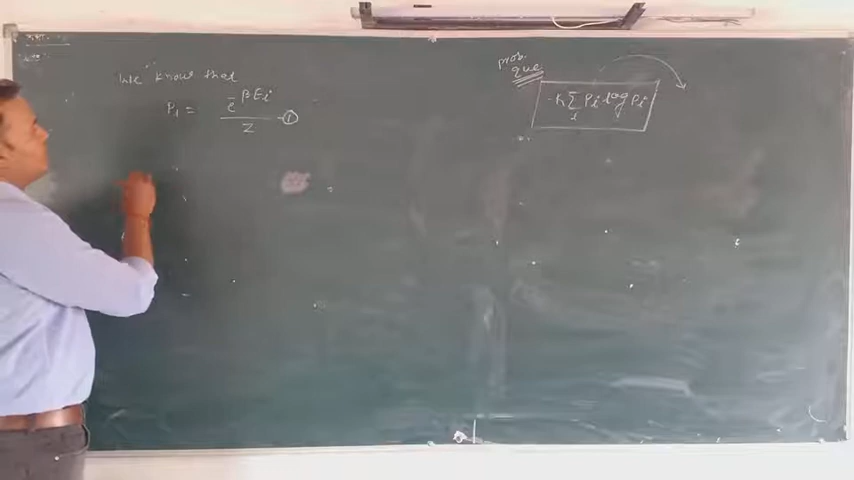 We know that
P₁ = e^-βEi / Z —①
prob.
que
-k∑i Pi log Pi